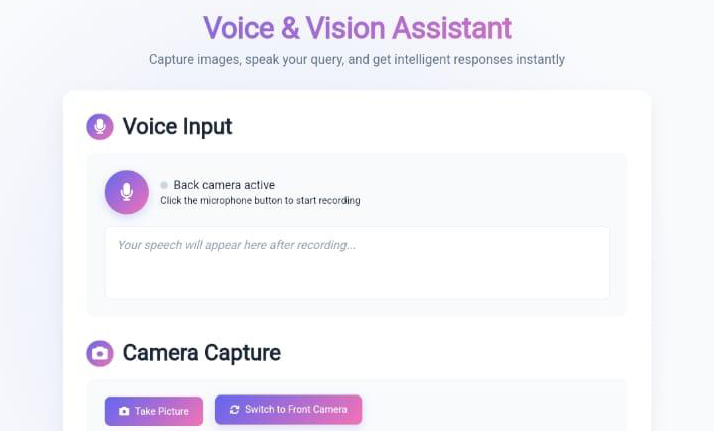 Voice & Vision Assistant
Capture images, speak your query, and get intelligent responses instantly
Voice Input
Back camera active
Click the microphone button to start recording
Your speech will appear here after recording...
Camera Capture
Take Picture
Switch to Front Camera